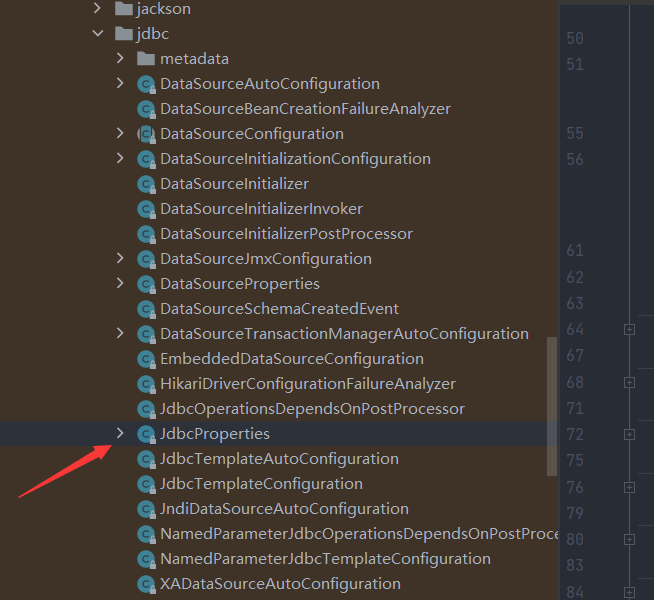 jackson
jdbc
metadata
DataSourceAutoConfiguration
DataSourceBeanCreationFailureAnalyzer
DataSourceConfiguration
DataSourceInitializationConfiguration
DataSourceInitializer
DataSourceInitializerInvoker
DataSourceInitializerPostProcessor
DataSourceJmxConfiguration
DataSourceProperties
DataSourceSchemaCreatedEvent
DataSourceTransactionManagerAutoConfiguration
EmbeddedDataSourceConfiguration
HikariDriverConfigurationFailureAnalyzer
JdbcOperationsDependsOnPostProcessor
JdbcProperties
JdbcTemplateAutoConfiguration
JdbcTemplateConfiguration
JndiDataSourceAutoConfiguration
NamedParameterJdbcOperationsDependsOnPostProce
NamedParameterJdbcTemplateConfiguration
XADataSourceAutoConfiguration
50
51
55
56
61
62
63
64
67
68
71
72
75
76
79
80
83
84